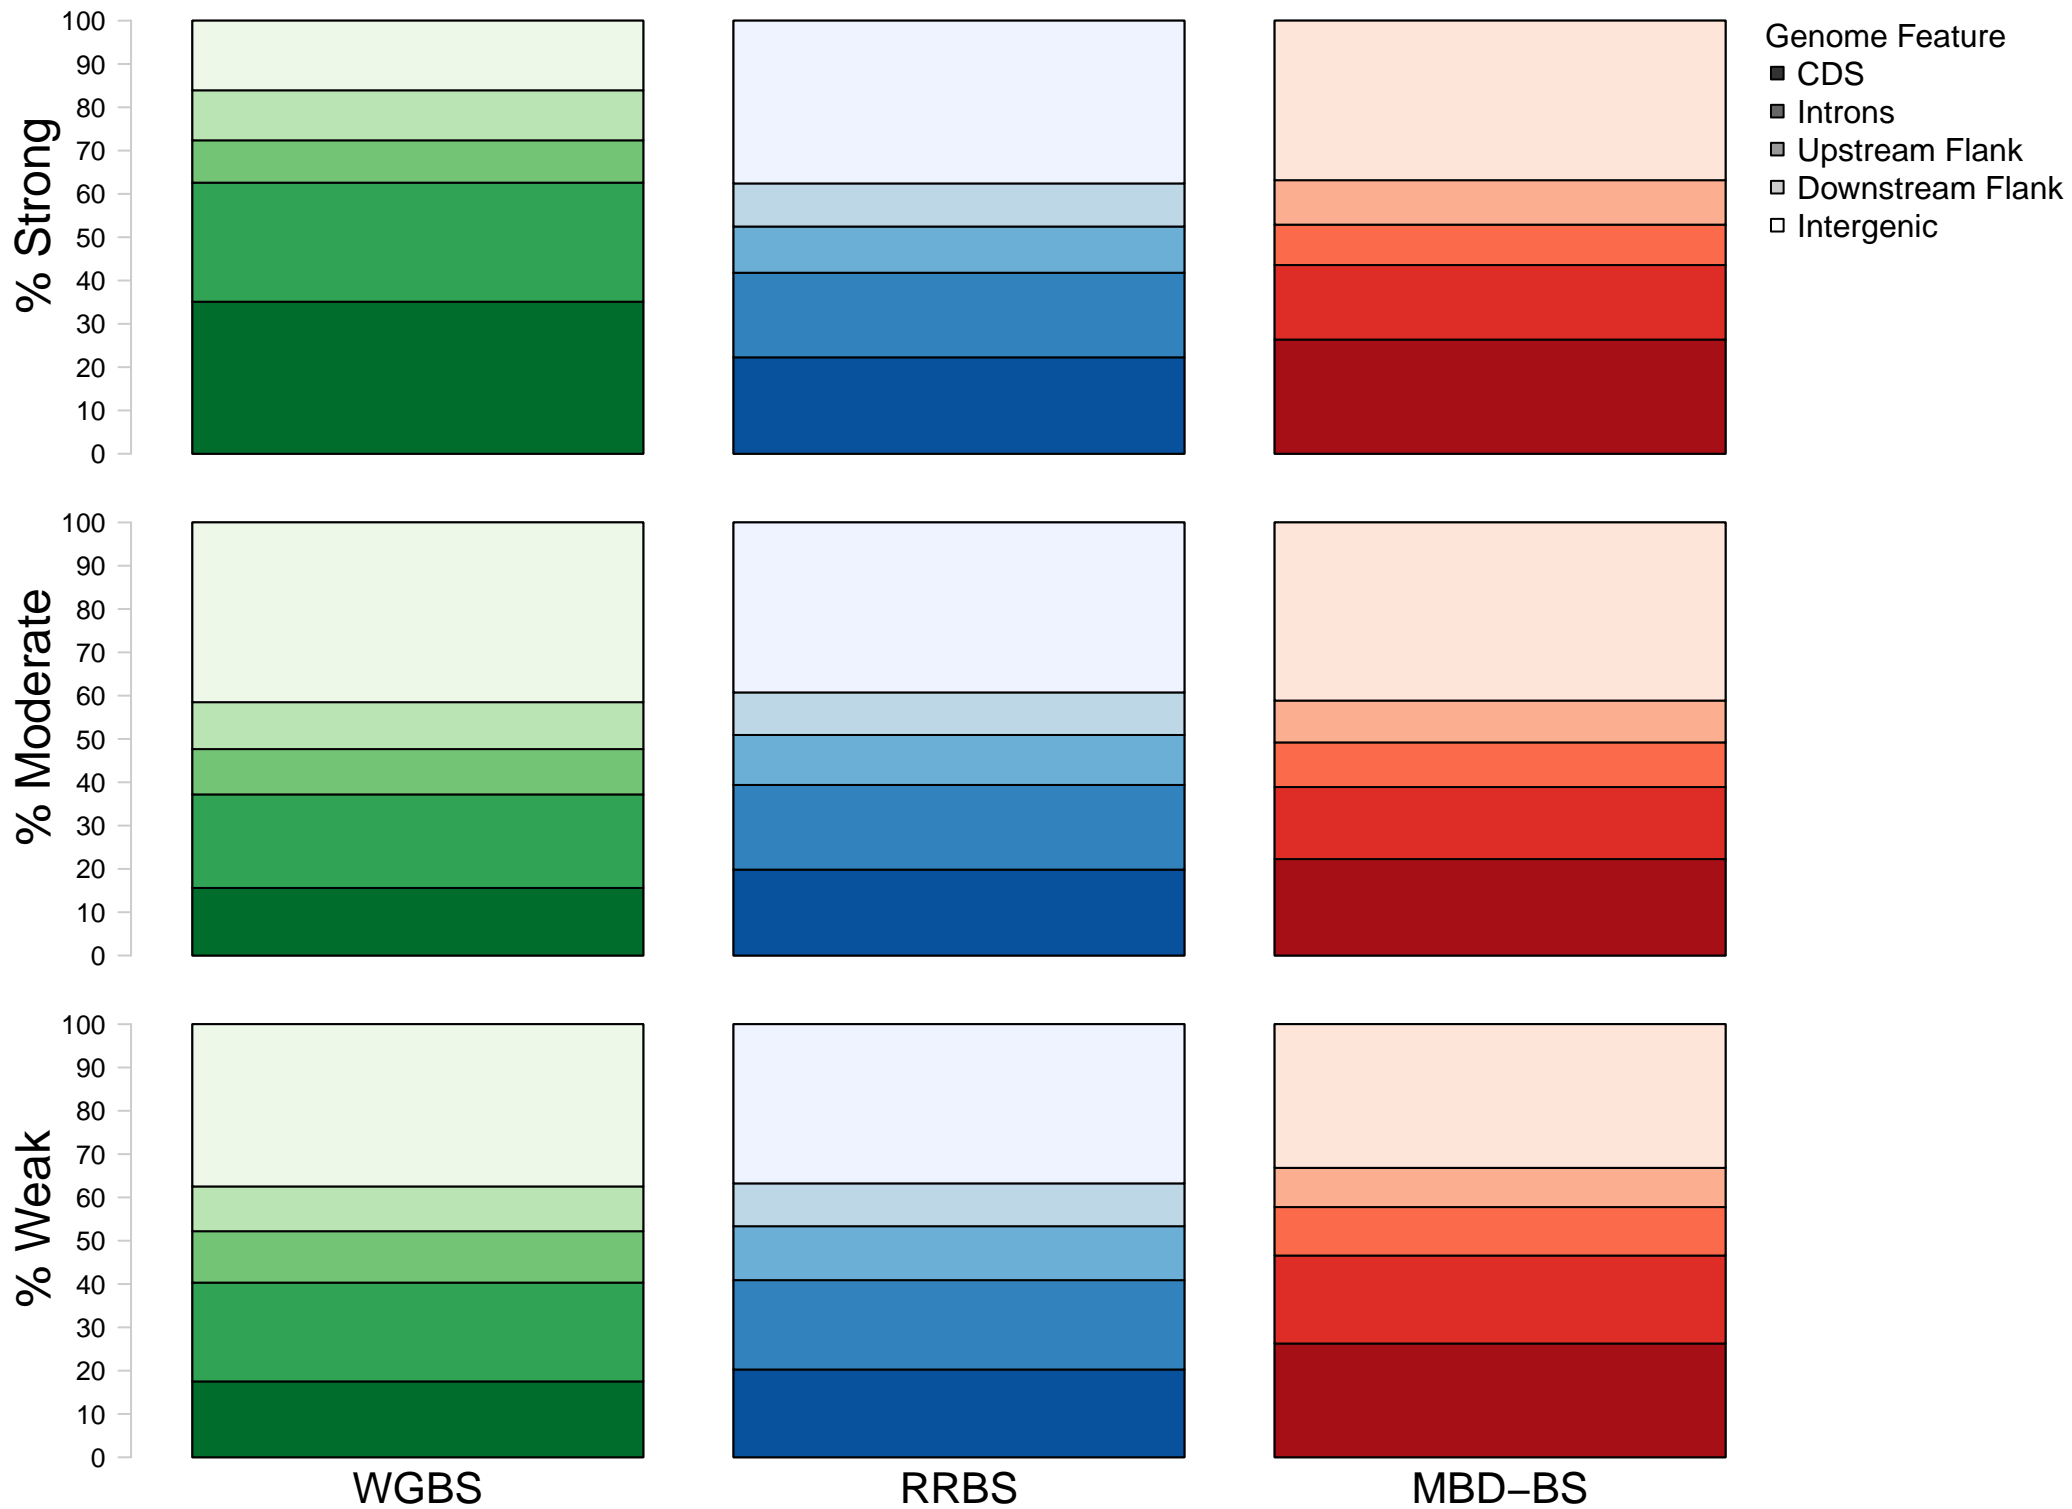 % Strong
100
90
80
70
60
50
40
30
20
10
0
Genome Feature
CDS
Introns
Upstream Flank
Downstream Flank
Intergenic
% Moderate
100
90
80
70
60
50
40
30
20
10
0
% Weak
100
90
80
70
60
50
40
30
20
10
0
WGBS
RRBS
MBD−BS